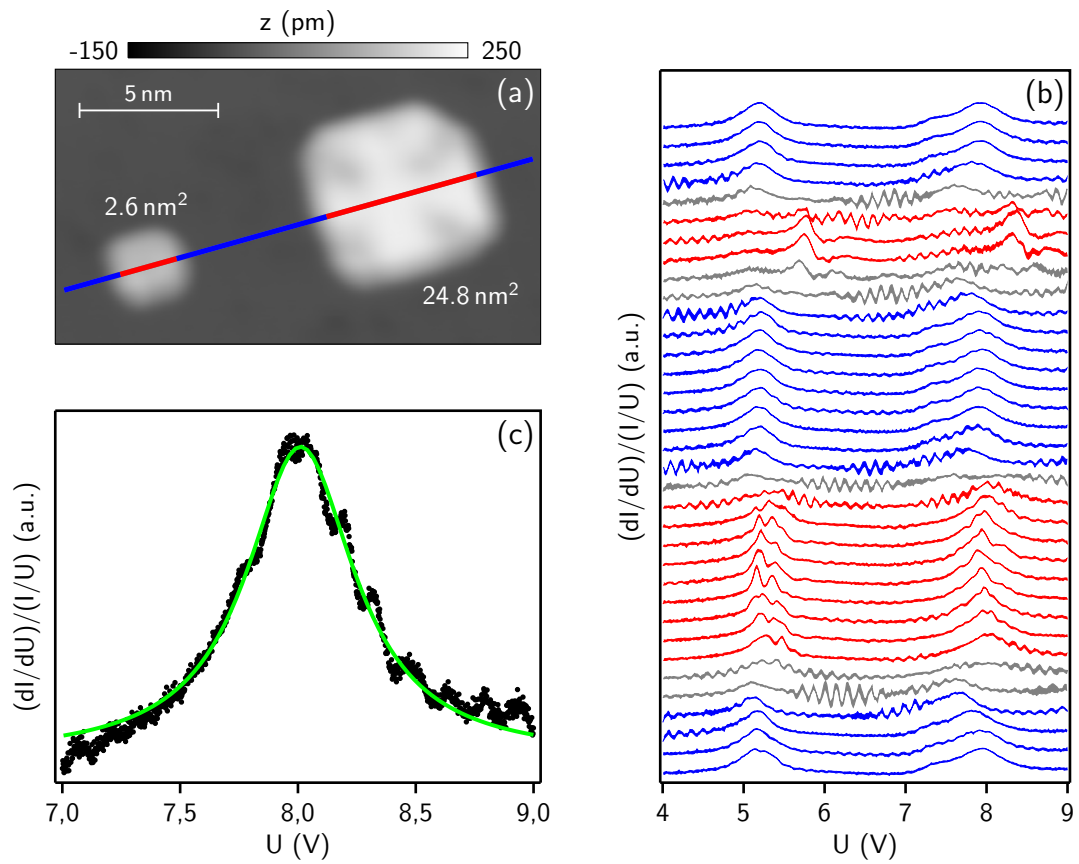 z (pm)
-150 250
(a)
5 nm
2.6 nm²
24.8 nm²
(b)
(dI/dU)/(I/U) (a.u.)
4 5 6 7 8 9
U (V)
(c)
(dI/dU)/(I/U) (a.u.)
7,0 7,5 8,0 8,5 9,0
U (V)